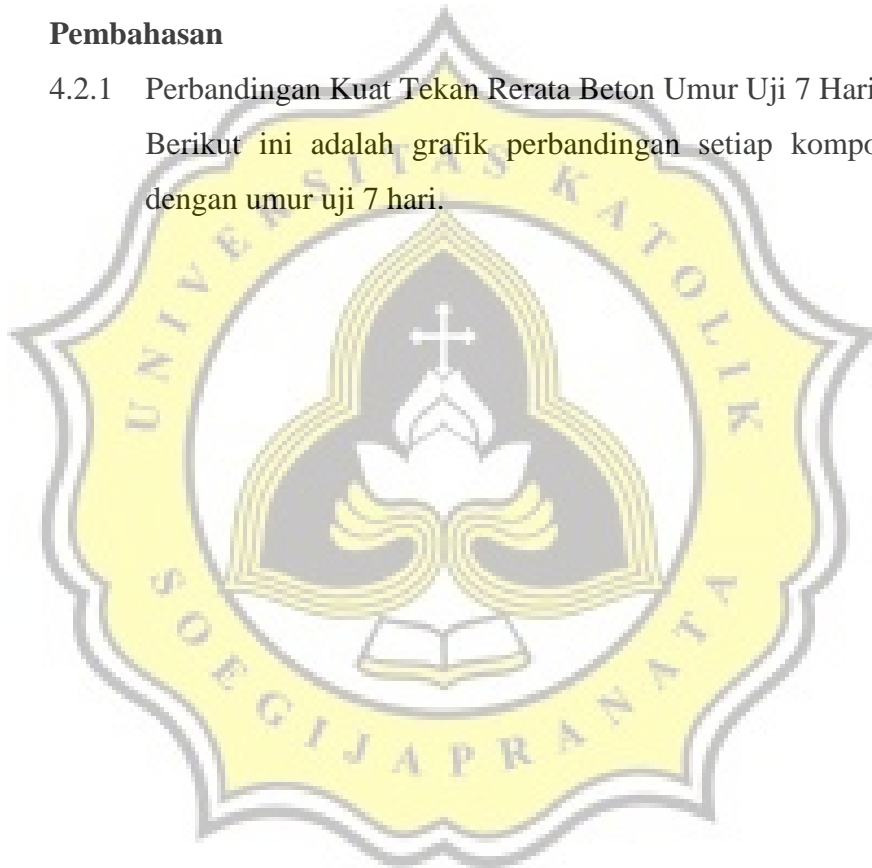 Pembahasan
4.2.1 Perbandingan Kuat Tekan Rerata Beton Umur Uji 7 Hari
Berikut ini adalah grafik perbandingan setiap kompo
dengan umur uji 7 hari.
UNIVERSITAS KATOLIK
SOEGIJAPRANATA